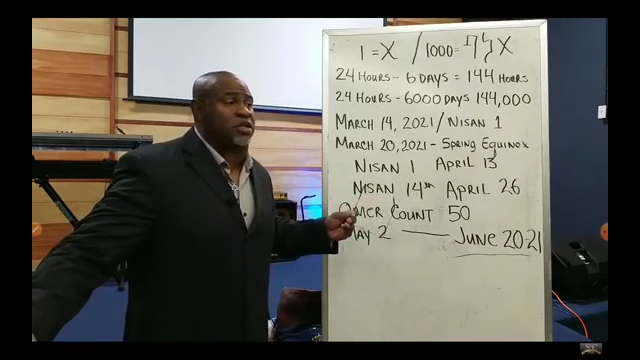 1 = X / 1000 = X
24 HOURS - 6 DAYS = 144 HOURS
24 HOURS - 6000 DAYS 144,000
MARCH 14, 2021 / NISAN 1
MARCH 20, 2021 - SPRING EQUINOX
NISAN 1 APRIL 13
NISAN 14TH APRIL 26
OMER COUNT 50
MAY 2 — JUNE 2021